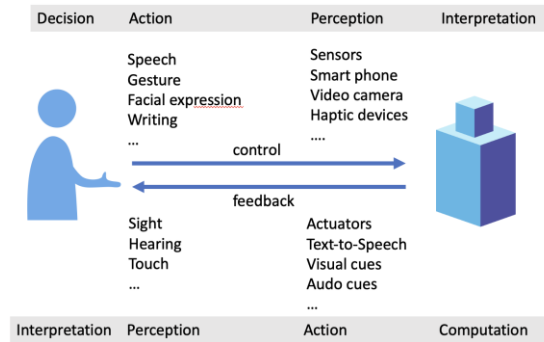 Decision Action Perception Interpretation
Speech
Gesture
Facial expression
Writing
...
Sensors
Smart phone
Video camera
Haptic devices
....
control
feedback
Sight
Hearing
Touch
...
Actuators
Text-to-Speech
Visual cues
Audo cues
...
Interpretation Perception Action Computation